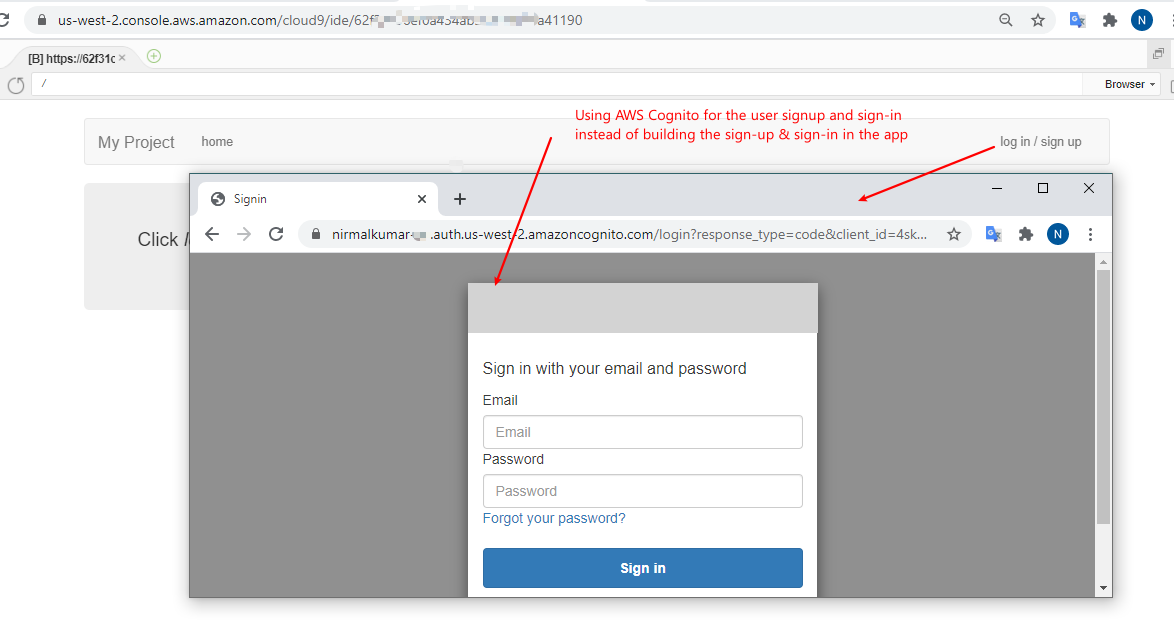 us-west-2.console.aws.amazon.com/cloud9/ide/62f a41190
N
[B] https://62f31c
/
Browser
Using AWS Cognito for the user signup and sign-in
instead of building the sign-up & sign-in in the app
My Project home log in / sign up
Signin
nirmalkumar- .auth.us-west-2.amazoncognito.com/login?response_type=code&client_id=4sk...
N
Click
Sign in with your email and password
Email
Email
Password
Password
Forgot your password?
Sign in